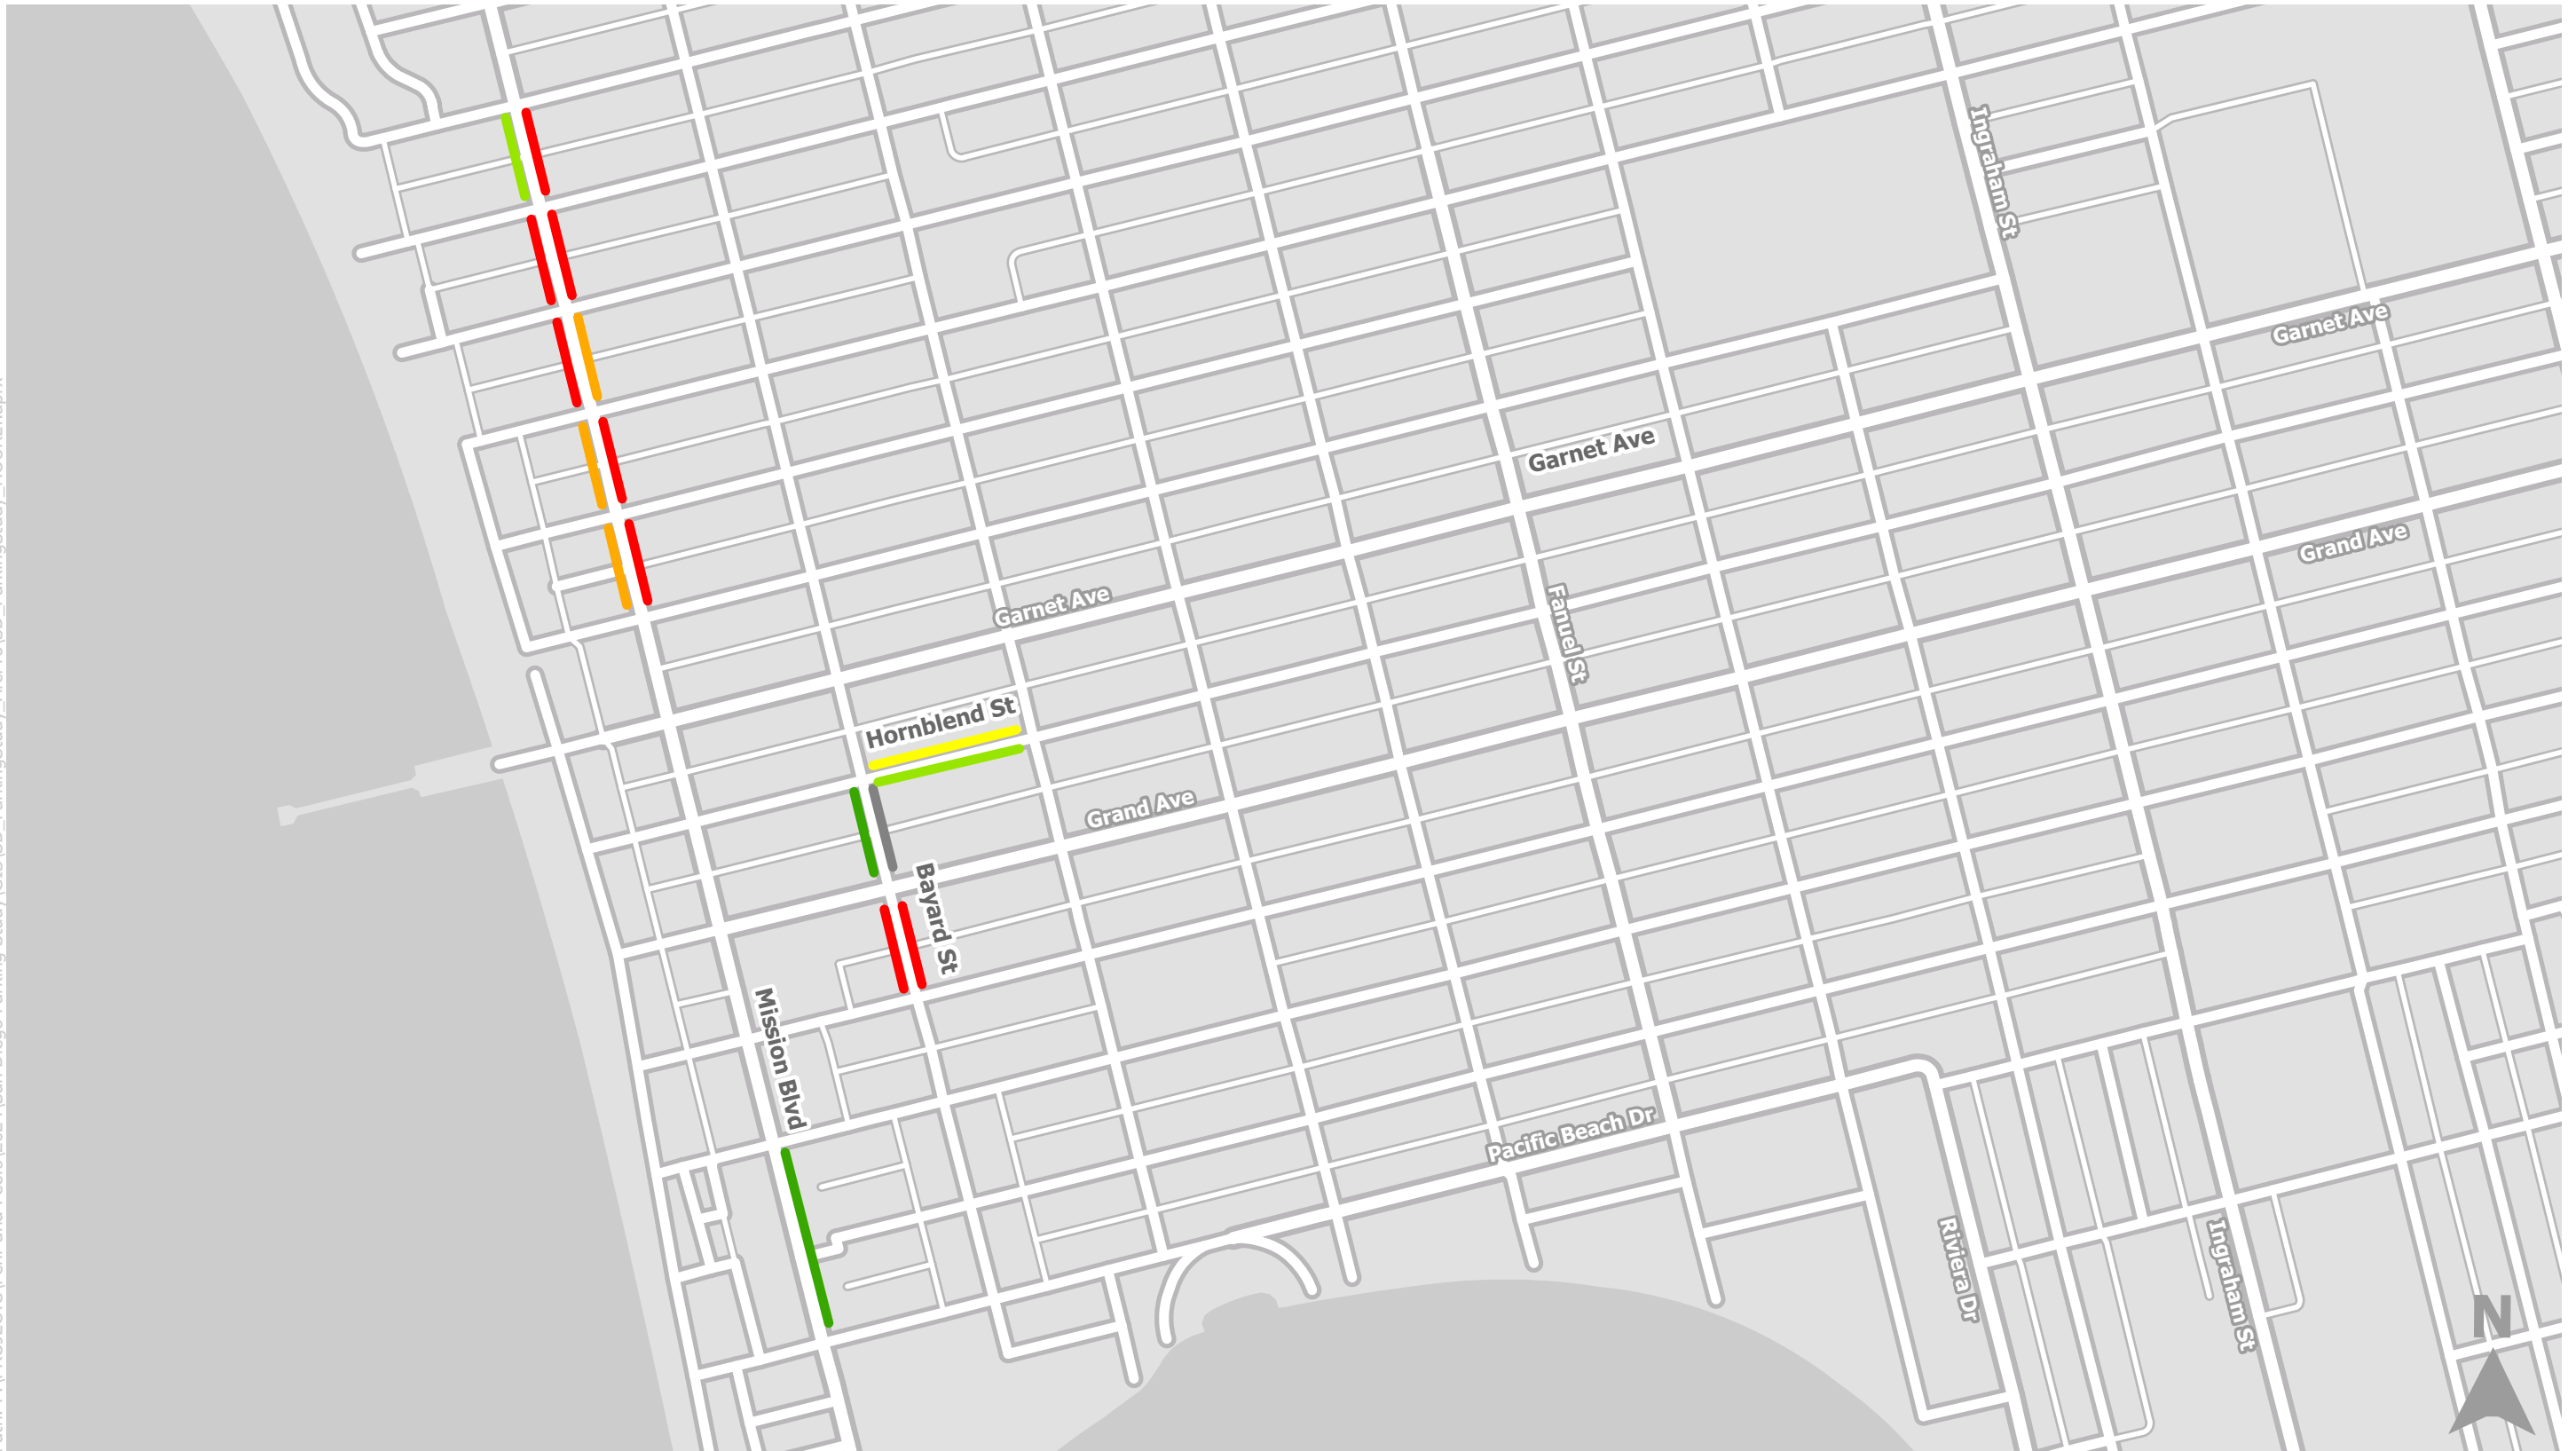 Ingraham St
Garnet Ave
Garnet Ave
Grand Ave
Garnet Ave
Fanuel St
Hornblend St
Grand Ave
Bayard St
Mission Blvd
Pacific Beach Dr
Riviera Dr
Ingraham St
N